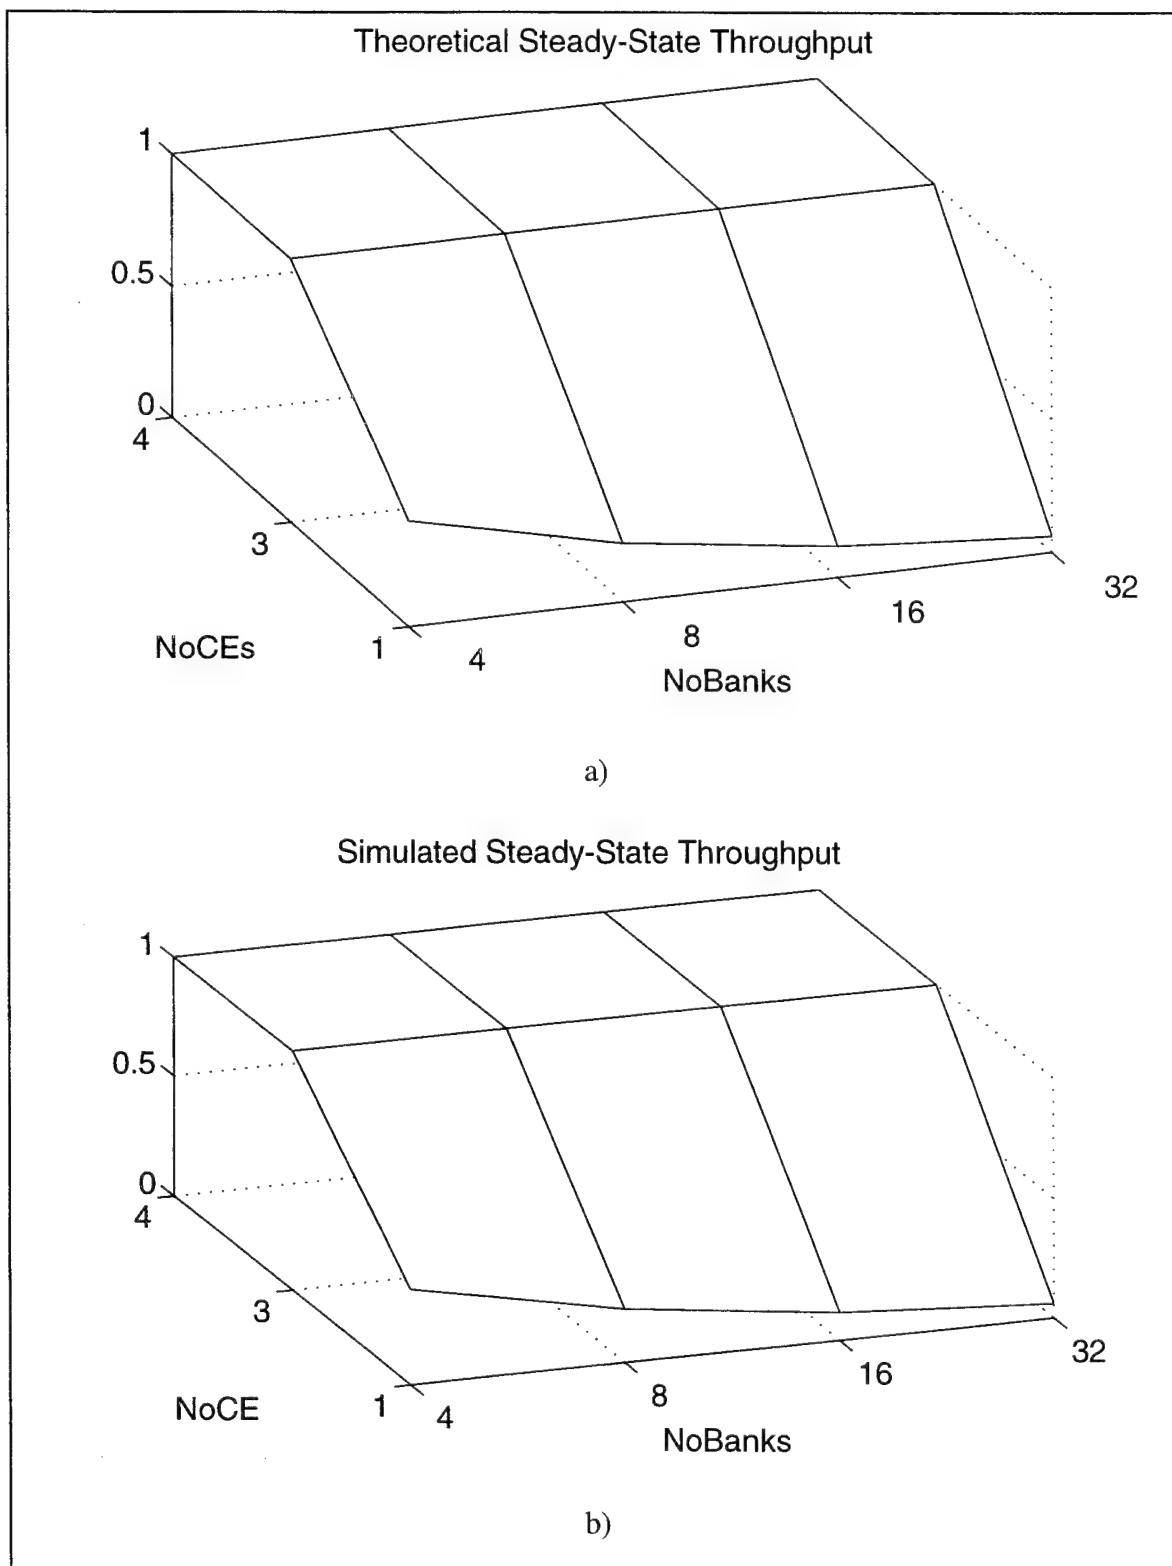 Theoretical Steady-State Throughput
1
0.5
0
4
3
1
NoCEs
4
8
16
32
NoBanks
a)
Simulated Steady-State Throughput
1
0.5
0
4
3
1
NoCE
4
8
16
32
NoBanks
b)